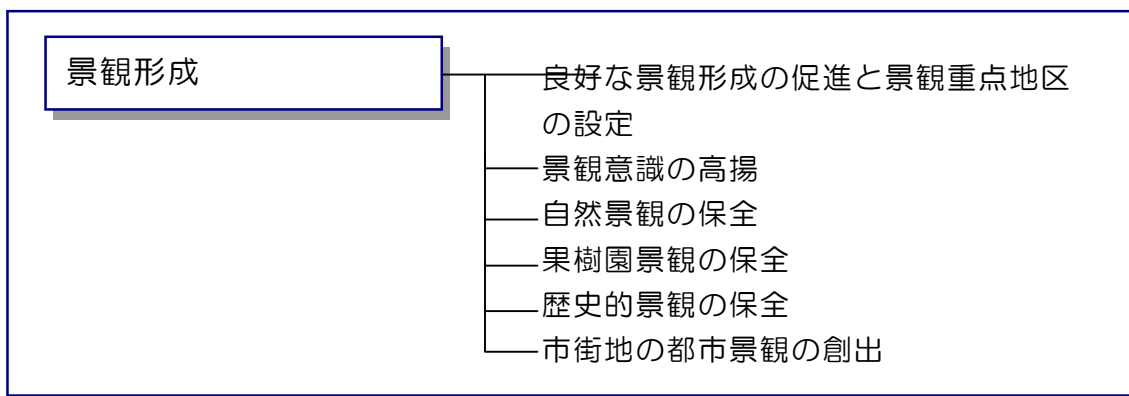 景観形成
良好な景観形成の促進と景観重点地区
の設定
景観意識の高揚
自然景観の保全
果樹園景観の保全
歴史的景観の保全
市街地の都市景観の創出